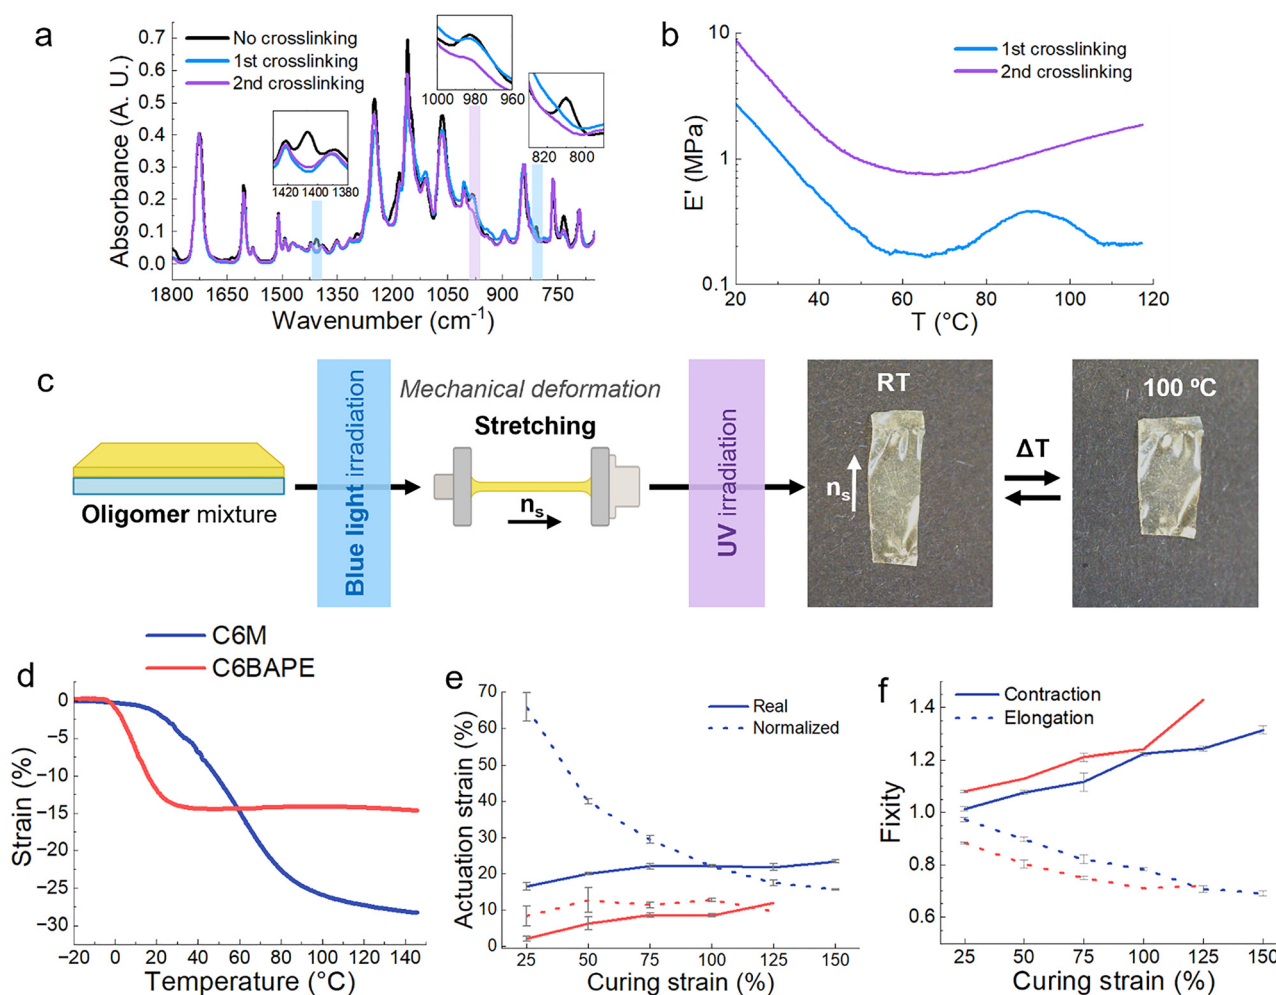 a
No crosslinking
1st crosslinking
2nd crosslinking
Absorbance (A. U.)
0.7
0.6
0.5
0.4
0.3
0.2
0.1
0.0
1800 1650 1500 1350 1200 1050 900 750
Wavenumber (cm-1)
1420 1400 1380
1000 980 960
820 800
b
1st crosslinking
2nd crosslinking
E' (MPa)
10
1
0.1
20 40 60 80 100 120
T (°C)
c
Oligomer mixture
Blue light irradiation
Mechanical deformation
Stretching
ns
UV irradiation
RT
ns
ΔT
100 ºC
d
C6M
C6BAPE
Strain (%)
0
−5
−10
−15
−20
−25
−30
−20 0 20 40 60 80 100 120 140
Temperature (°C)
e
Real
Normalized
Actuation strain (%)
70
60
50
40
30
20
10
0
25 50 75 100 125 150
Curing strain (%)
f
Contraction
Elongation
Fixity
1.4
1.2
1.0
0.8
0.6
25 50 75 100 125 150
Curing strain (%)